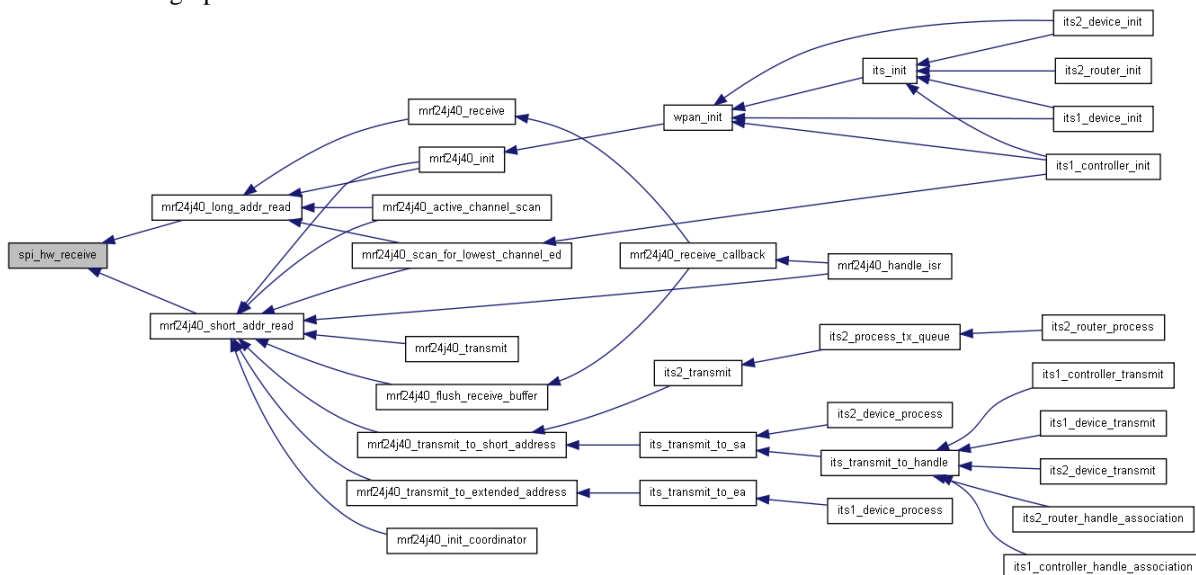 its2_device_init
its_init
its2_router_init
mrf24j40_receive
wpan_init
its1_device_init
mrf24j40_init
its1_controller_init
mrf24j40_long_addr_read
mrf24j40_active_channel_scan
spi_hw_receive
mrf24j40_scan_for_lowest_channel_ed
mrf24j40_receive_callback
mrf24j40_handle_isr
mrf24j40_short_addr_read
its2_router_process
its2_process_tx_queue
mrf24j40_transmit
its2_transmit
its1_controller_transmit
mrf24j40_flush_receive_buffer
its2_device_process
its1_device_transmit
mrf24j40_transmit_to_short_address
its_transmit_to_sa
its_transmit_to_handle
its2_device_transmit
mrf24j40_transmit_to_extended_address
its_transmit_to_ea
its1_device_process
its2_router_handle_association
mrf24j40_init_coordinator
its1_controller_handle_association